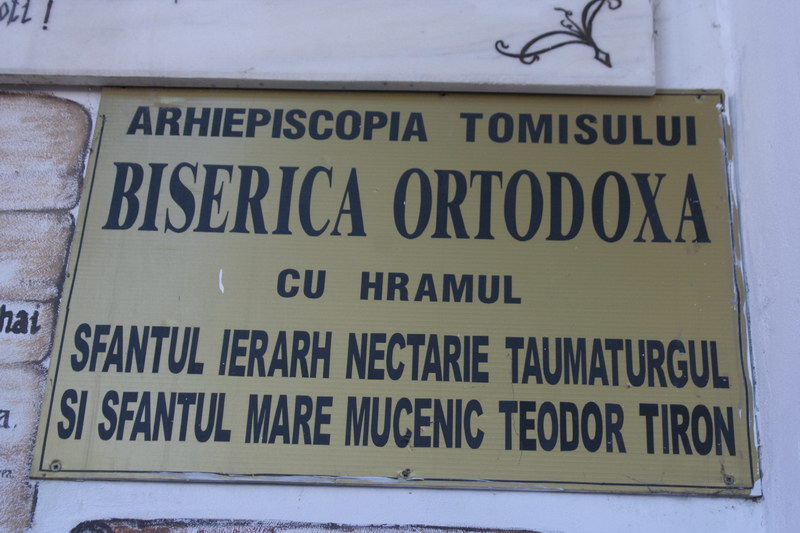 ARHIEPISCOPIA TOMISULUI
BISERICA ORTODOXA
CU HRAMUL
SFANTUL IERARH NECTARIE TAUMATURGUL
SI SFANTUL MARE MUCENIC TEODOR TIRON